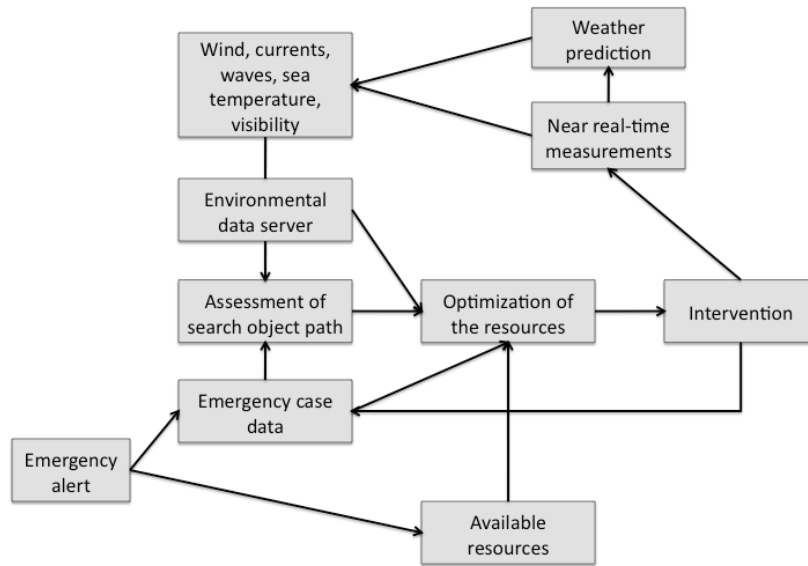 Wind, currents,
waves, sea
temperature,
visibility
Weather
prediction
Near real-time
measurements
Environmental
data server
Assessment of
search object path
Optimization of
the resources
Intervention
Emergency case
data
Emergency
alert
Available
resources